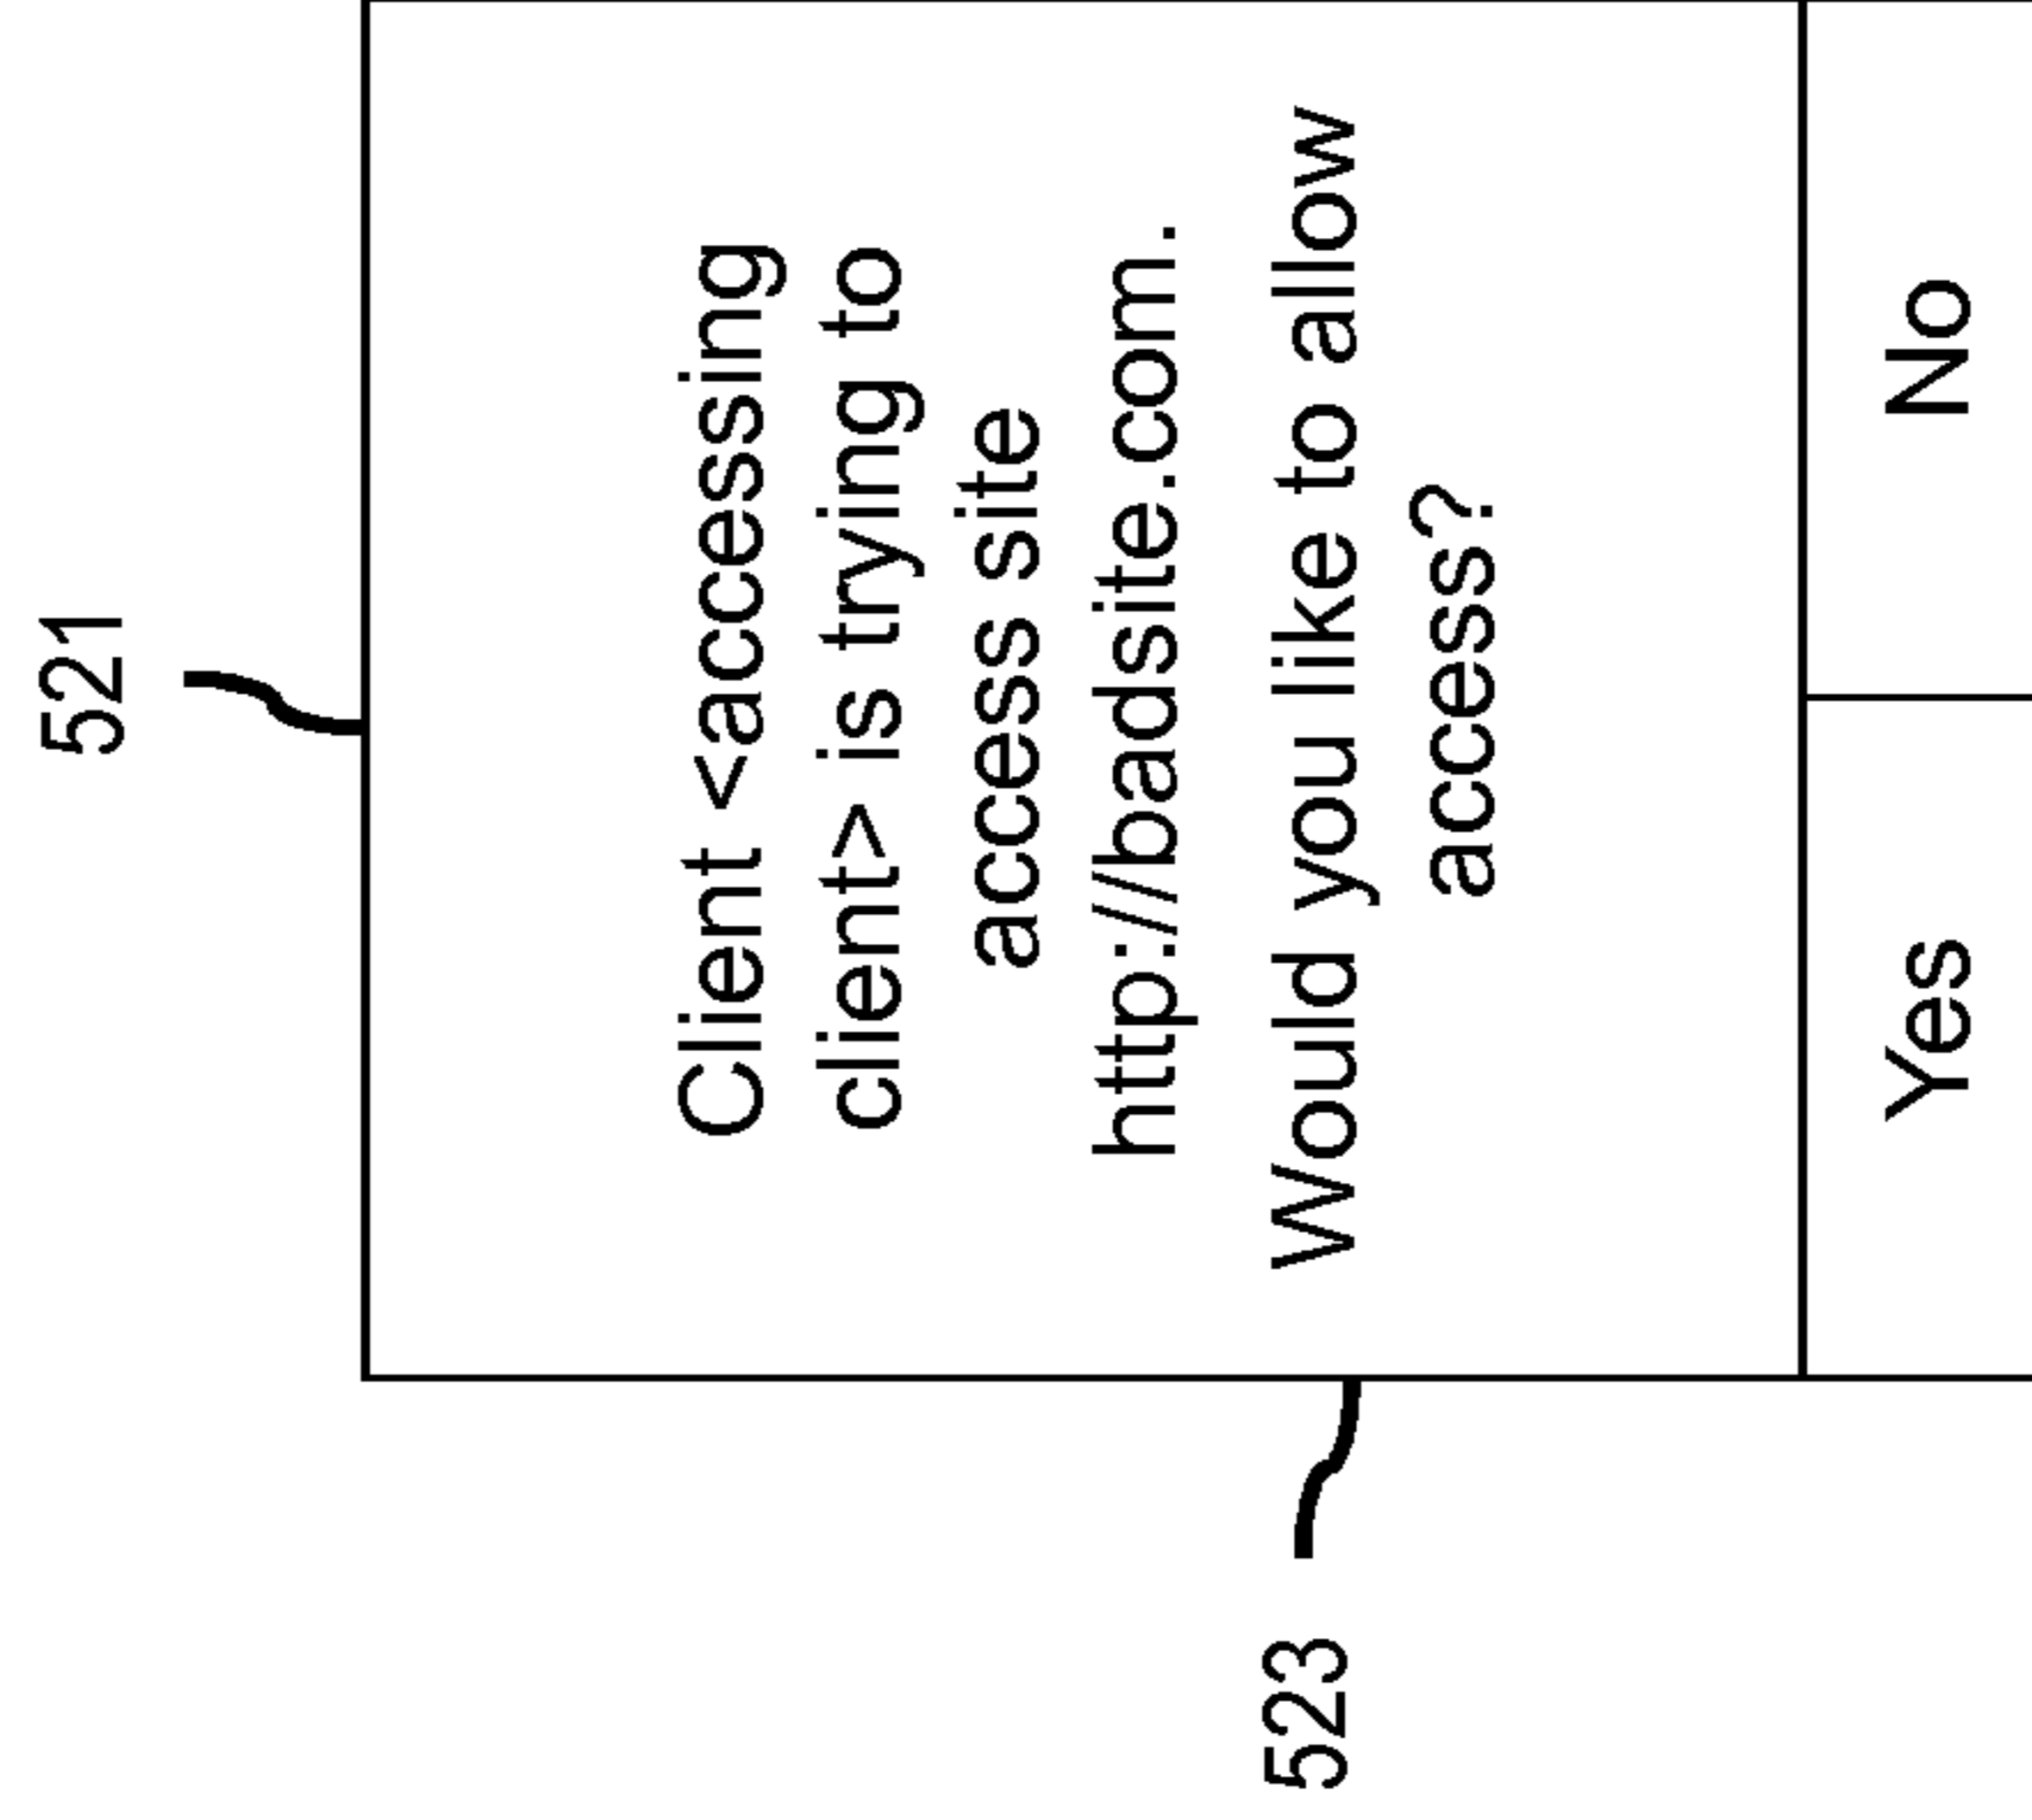 521
Client <accessing
client> is trying to
access site
http://badsite.com.
Would you like to allow
access?
523
Yes
No